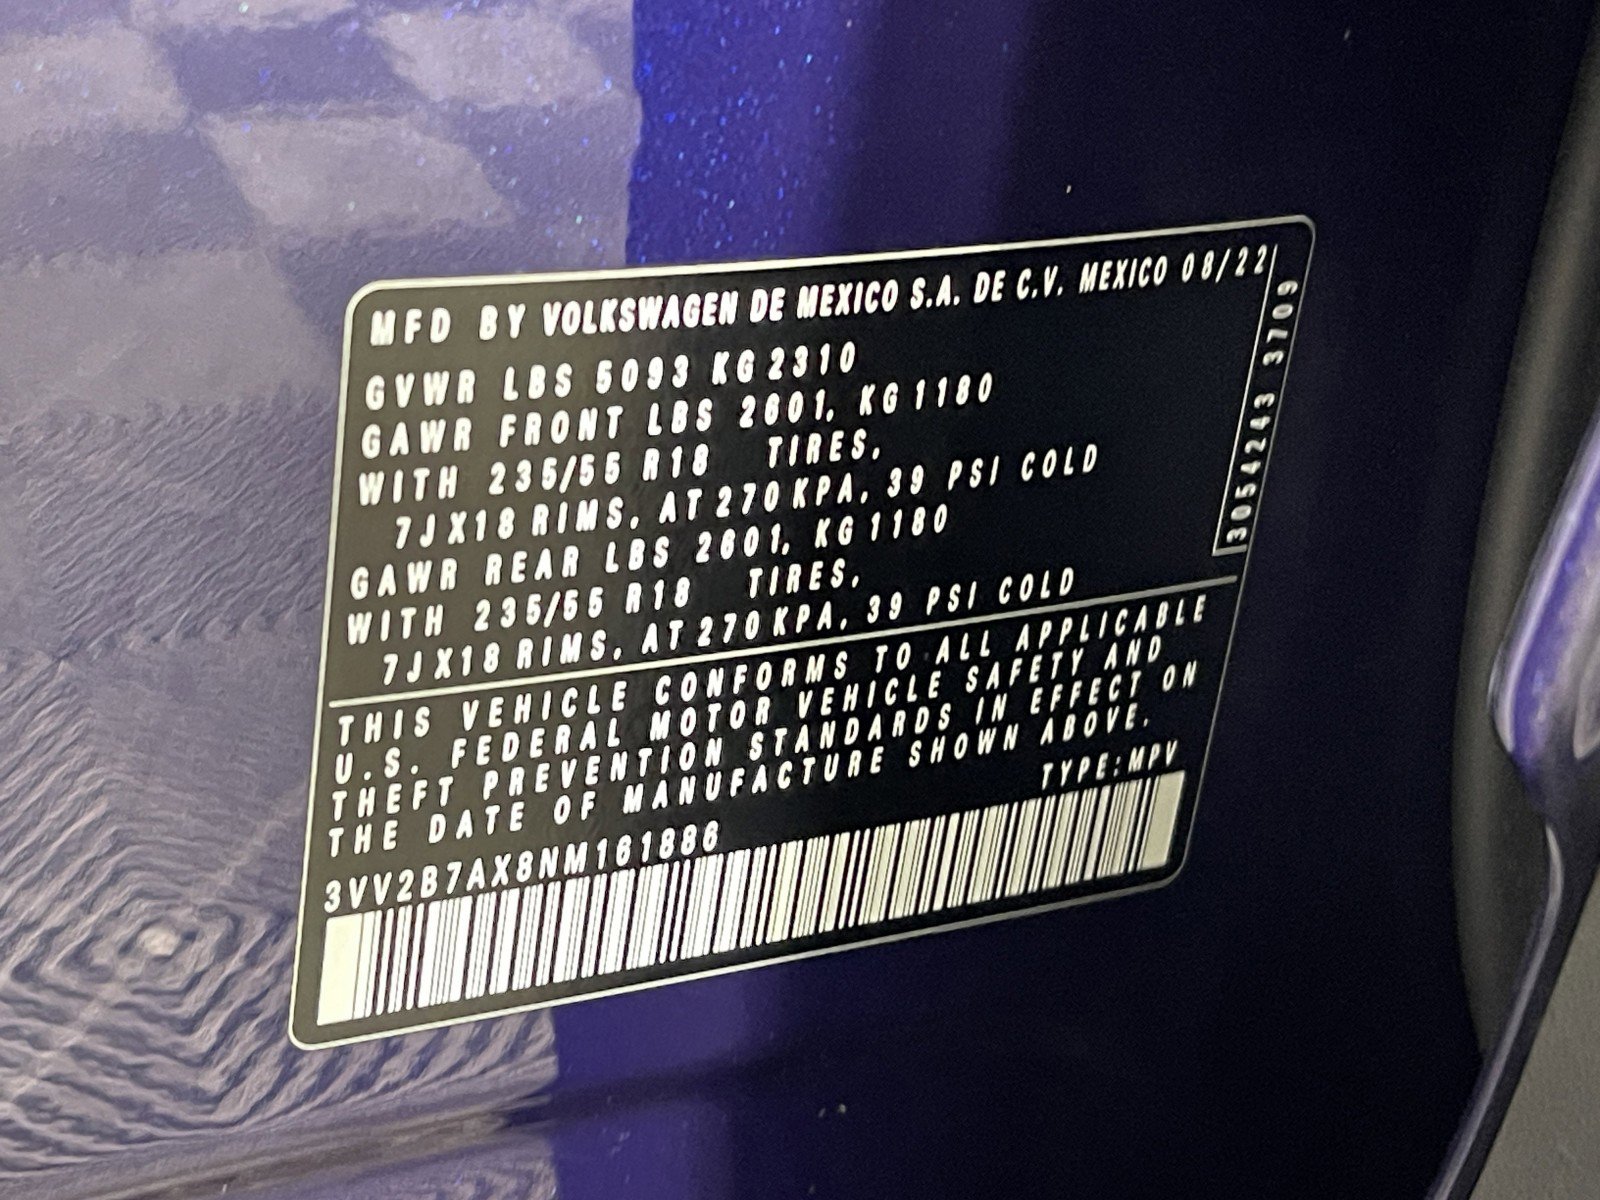 MFD BY VOLKSWAGEN DE MEXICO S.A. DE C.V. MEXICO 08/22
GVWR LBS 5093 KG 2310
GAWR FRONT LBS 2601, KG 1180
WITH 235/55 R18 TIRES,
7JX18 RIMS, AT 270 KPA, 39 PSI COLD
GAWR REAR LBS 2601, KG 1180
WITH 235/55 R18 TIRES,
7JX18 RIMS, AT 270 KPA, 39 PSI COLD
3054243 3709
THIS VEHICLE CONFORMS TO ALL APPLICABLE
U.S. FEDERAL MOTOR VEHICLE SAFETY AND
THEFT PREVENTION STANDARDS IN EFFECT ON
THE DATE OF MANUFACTURE SHOWN ABOVE.
TYPE:MPV
3VV2B7AX8NM161886